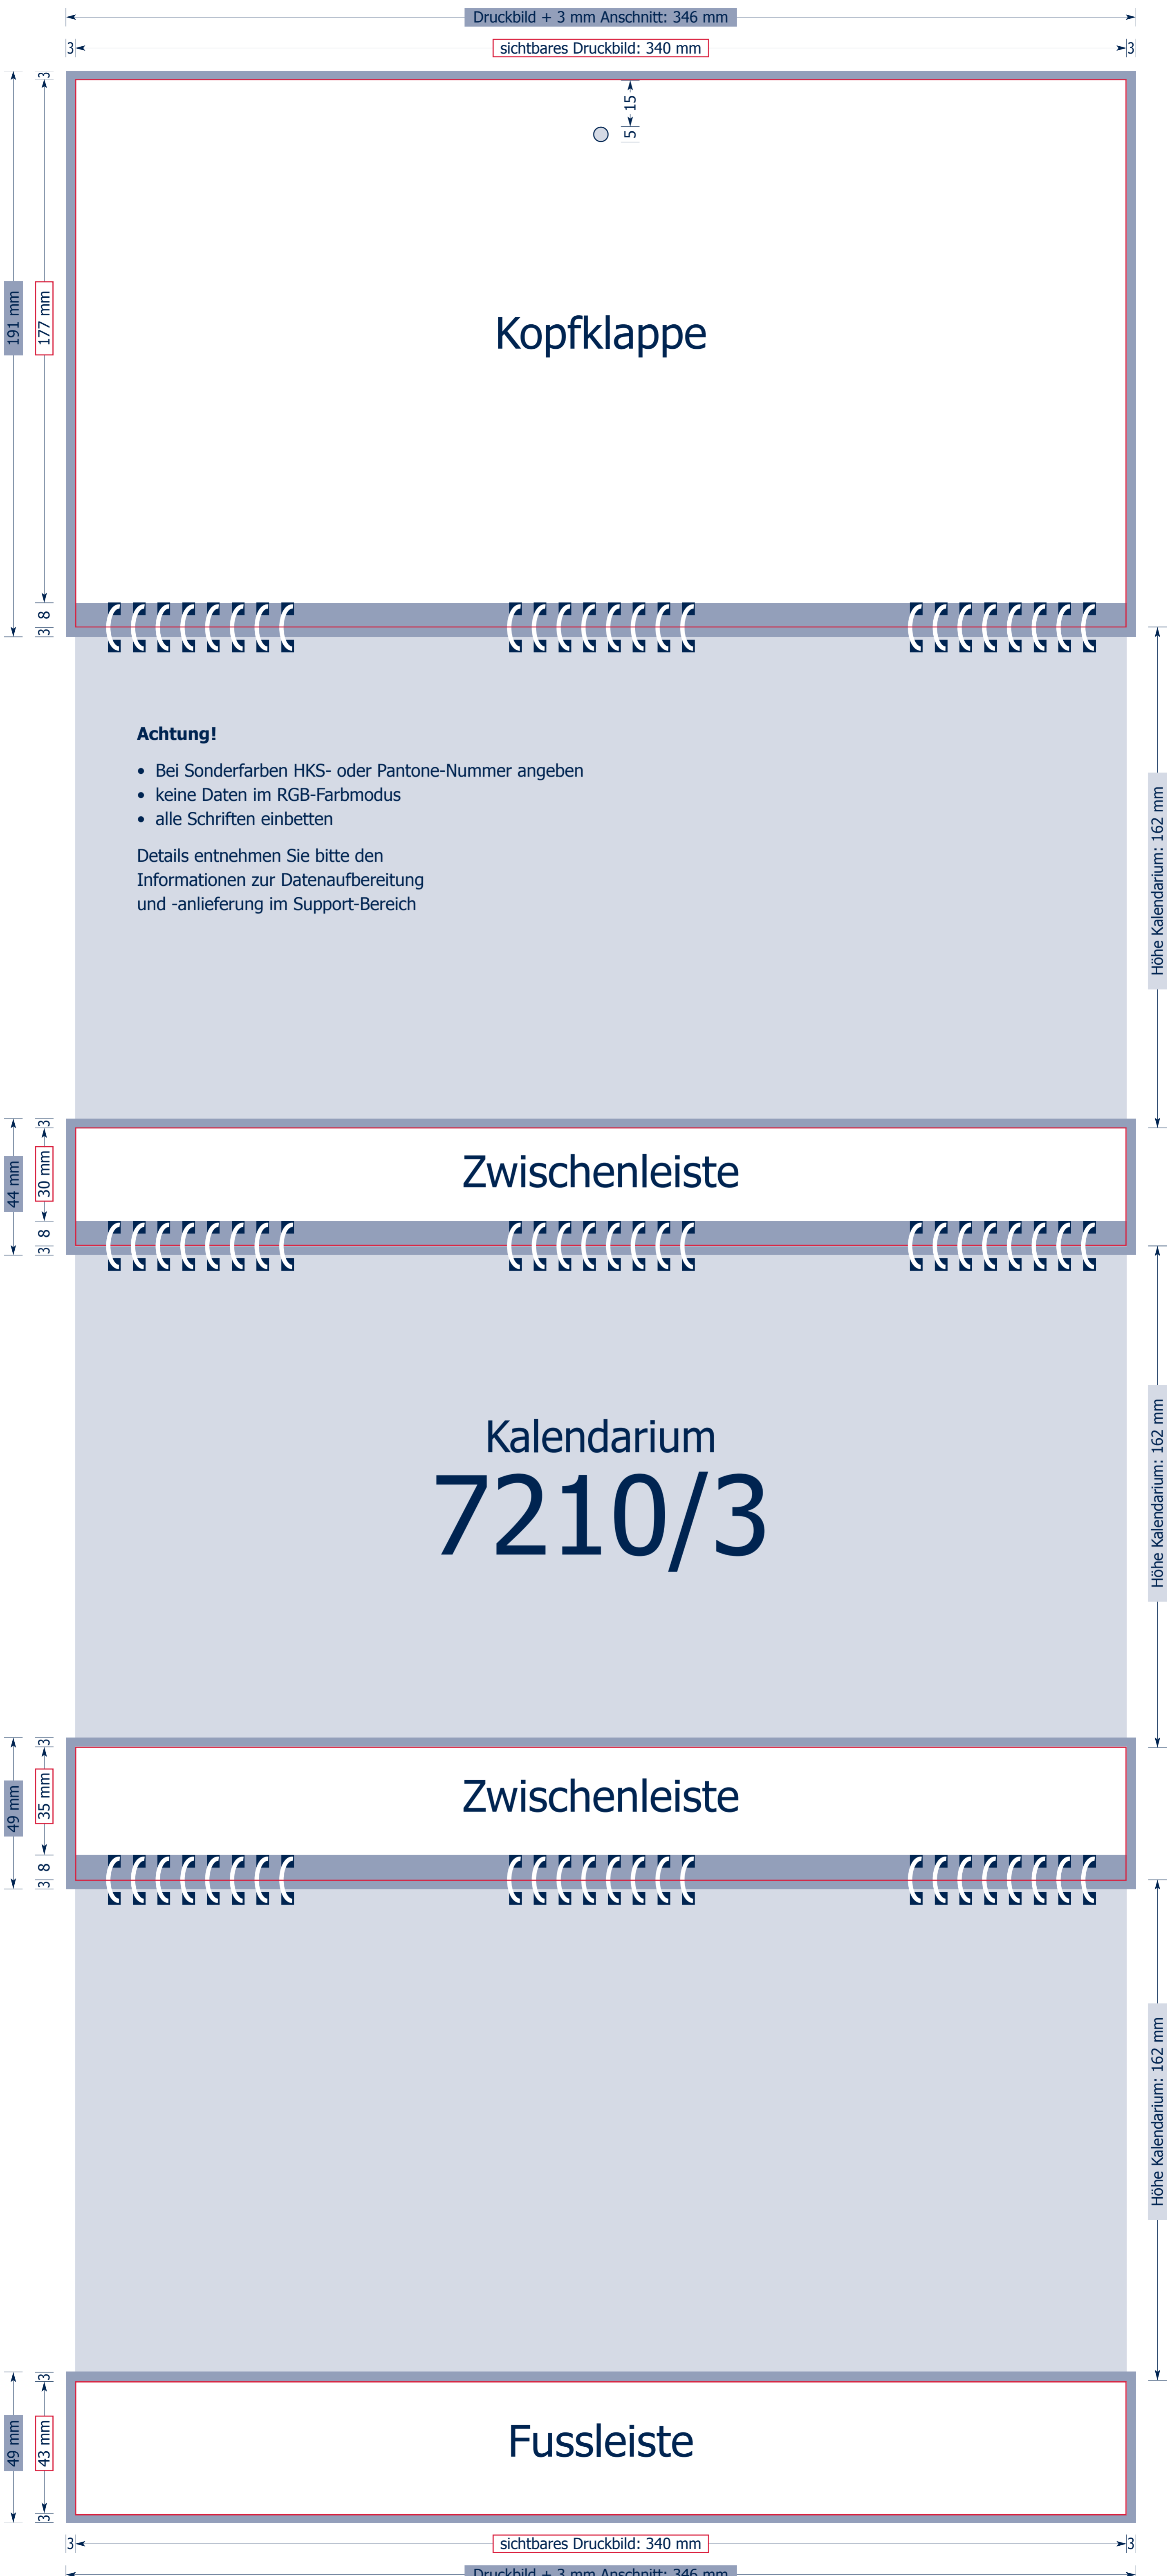 Druckbild + 3 mm Anschnitt: 346 mm
3
sichtbares Druckbild: 340 mm
3
3
15
5
191 mm
177 mm
Kopfklappe
8
3
Achtung!
• Bei Sonderfarben HKS- oder Pantone-Nummer angeben
• keine Daten im RGB-Farbmodus
• alle Schriften einbetten
Details entnehmen Sie bitte den
Informationen zur Datenaufbereitung
und -anlieferung im Support-Bereich
Höhe Kalendarium: 162 mm
3
44 mm
30 mm
Zwischenleiste
8
3
Kalendarium
7210/3
Höhe Kalendarium: 162 mm
3
49 mm
35 mm
Zwischenleiste
8
3
Höhe Kalendarium: 162 mm
3
49 mm
43 mm
Fussleiste
3
3
sichtbares Druckbild: 340 mm
3
Druckbild + 3 mm Anschnitt: 346 mm